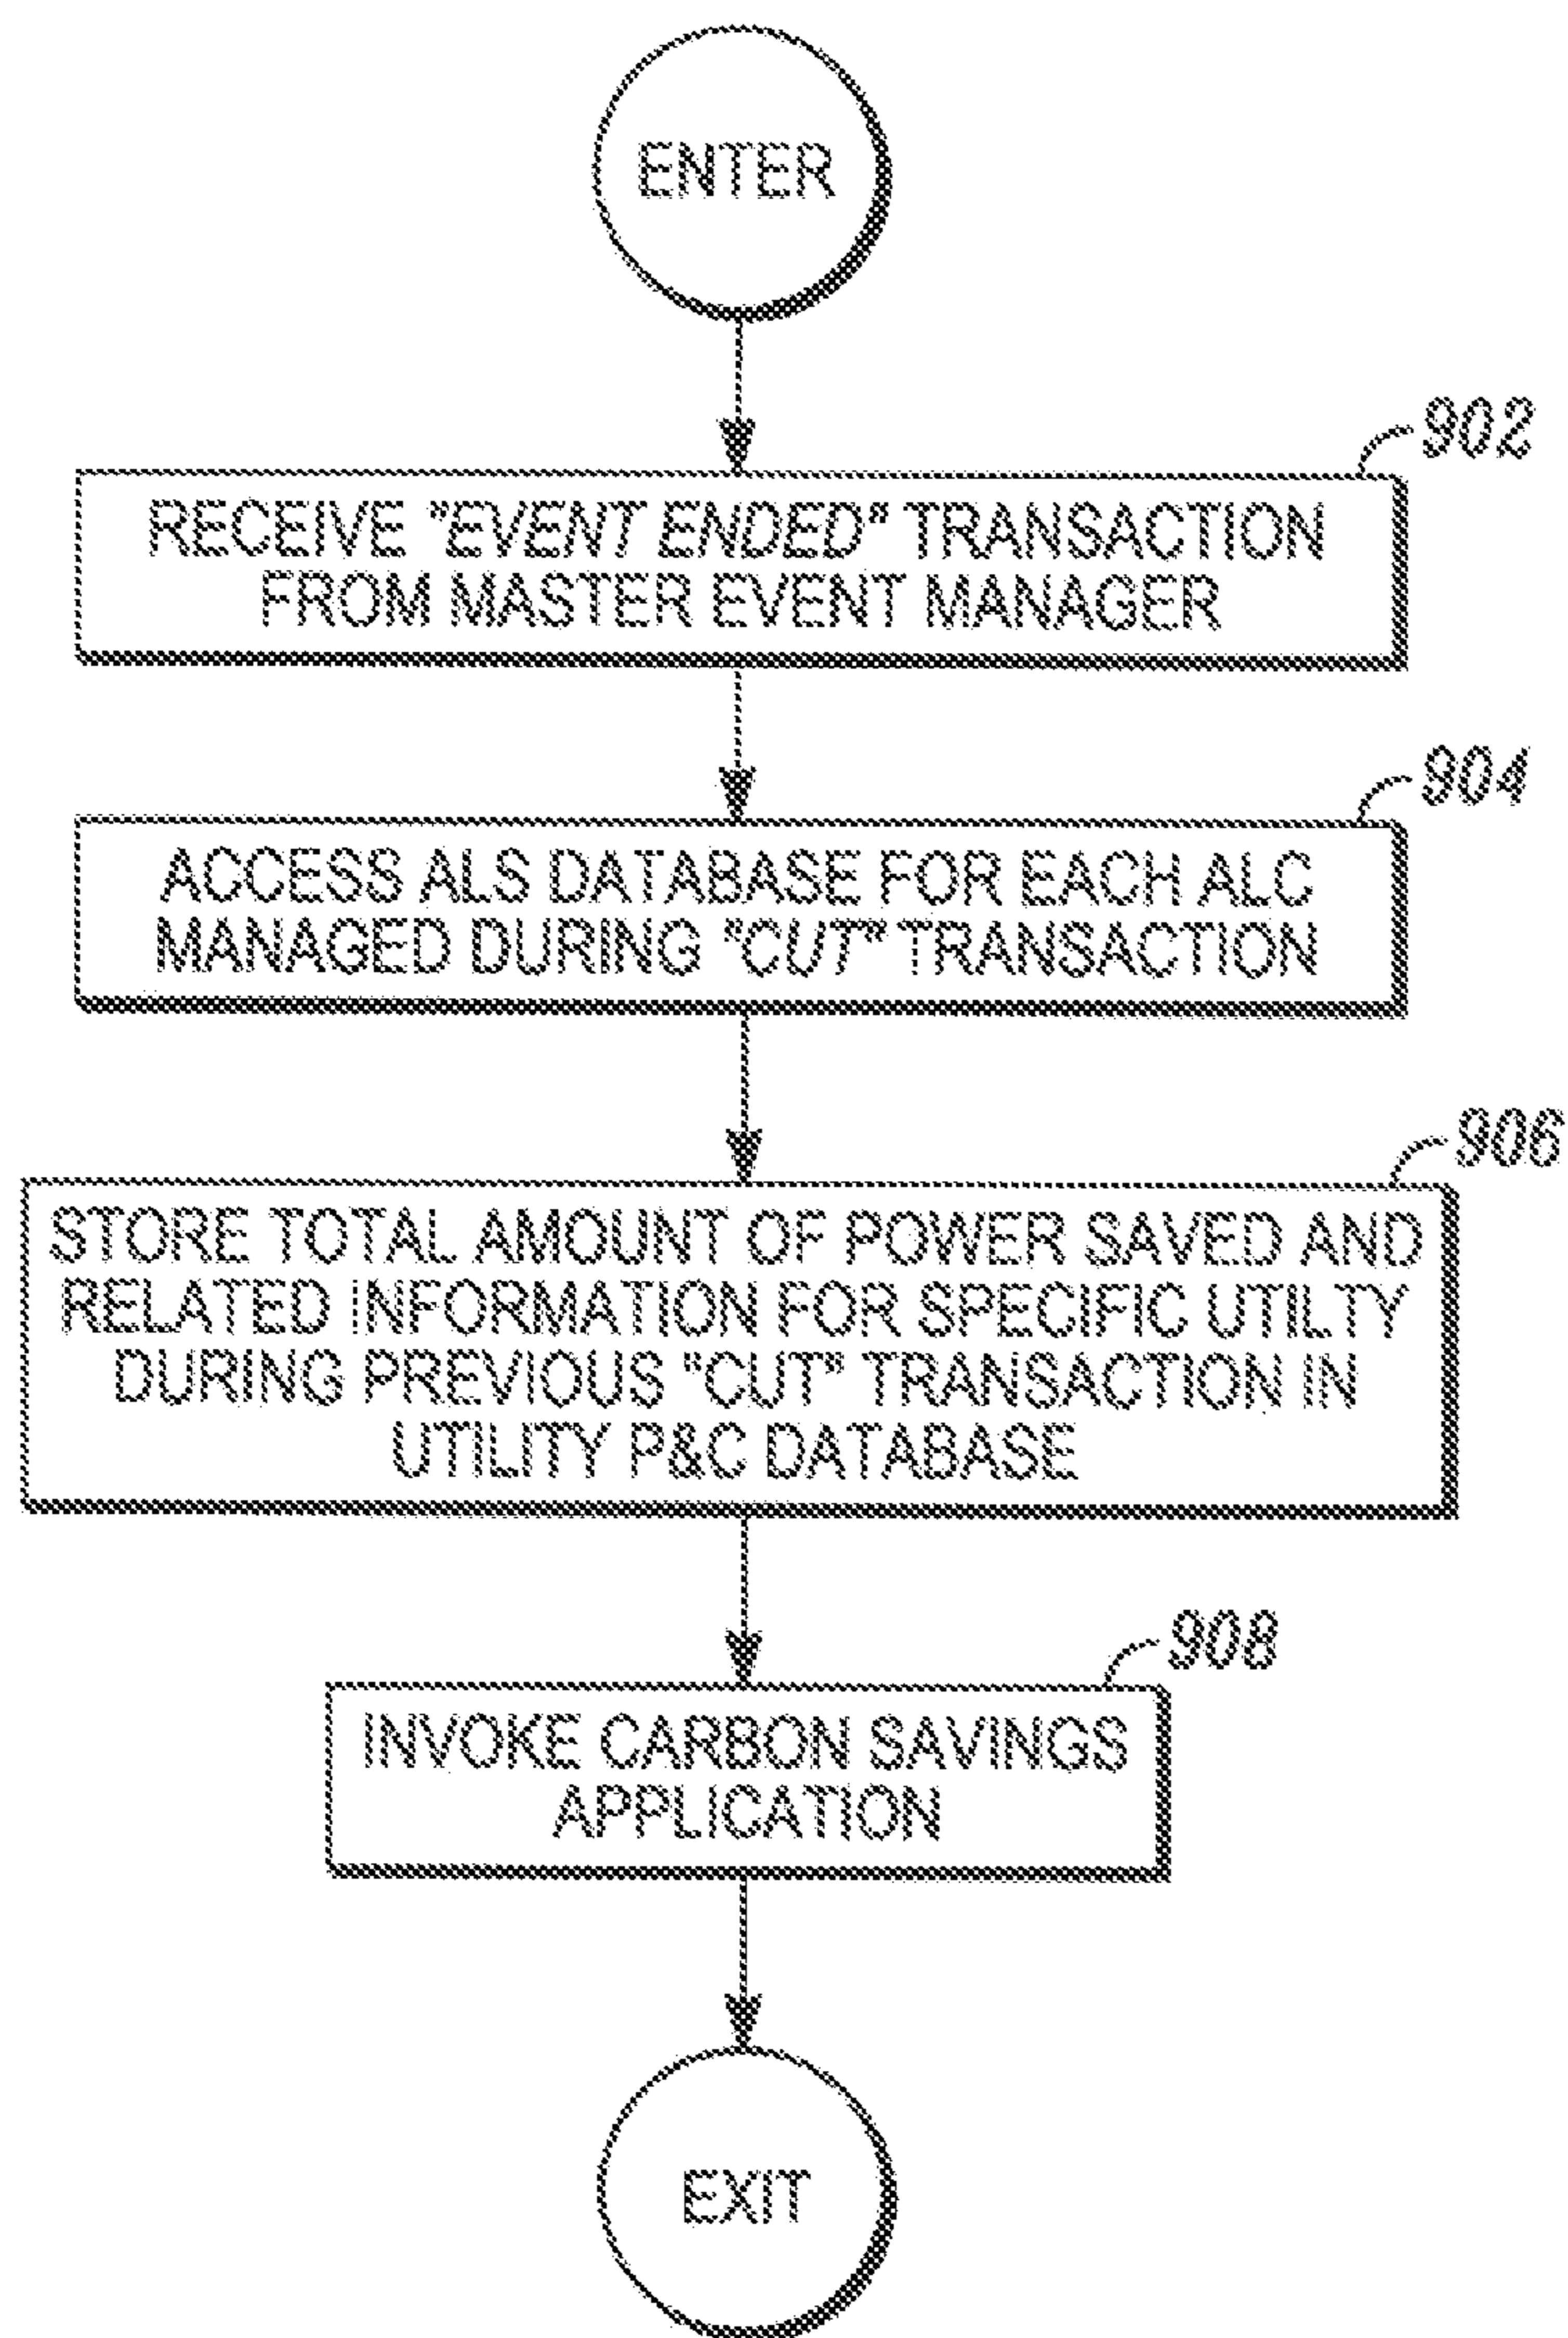 ENTER
902
RECEIVE "EVENT ENDED" TRANSACTION
FROM MASTER EVENT MANAGER
904
ACCESS ALS DATABASE FOR EACH ALC
MANAGED DURING "CUT" TRANSACTION
906
STORE TOTAL AMOUNT OF POWER SAVED AND
RELATED INFORMATION FOR SPECIFIC UTILTY
DURING PREVIOUS "CUT" TRANSACTION IN
UTILITY P&C DATABASE
908
INVOKE CARBON SAVINGS
APPLICATION
EXIT